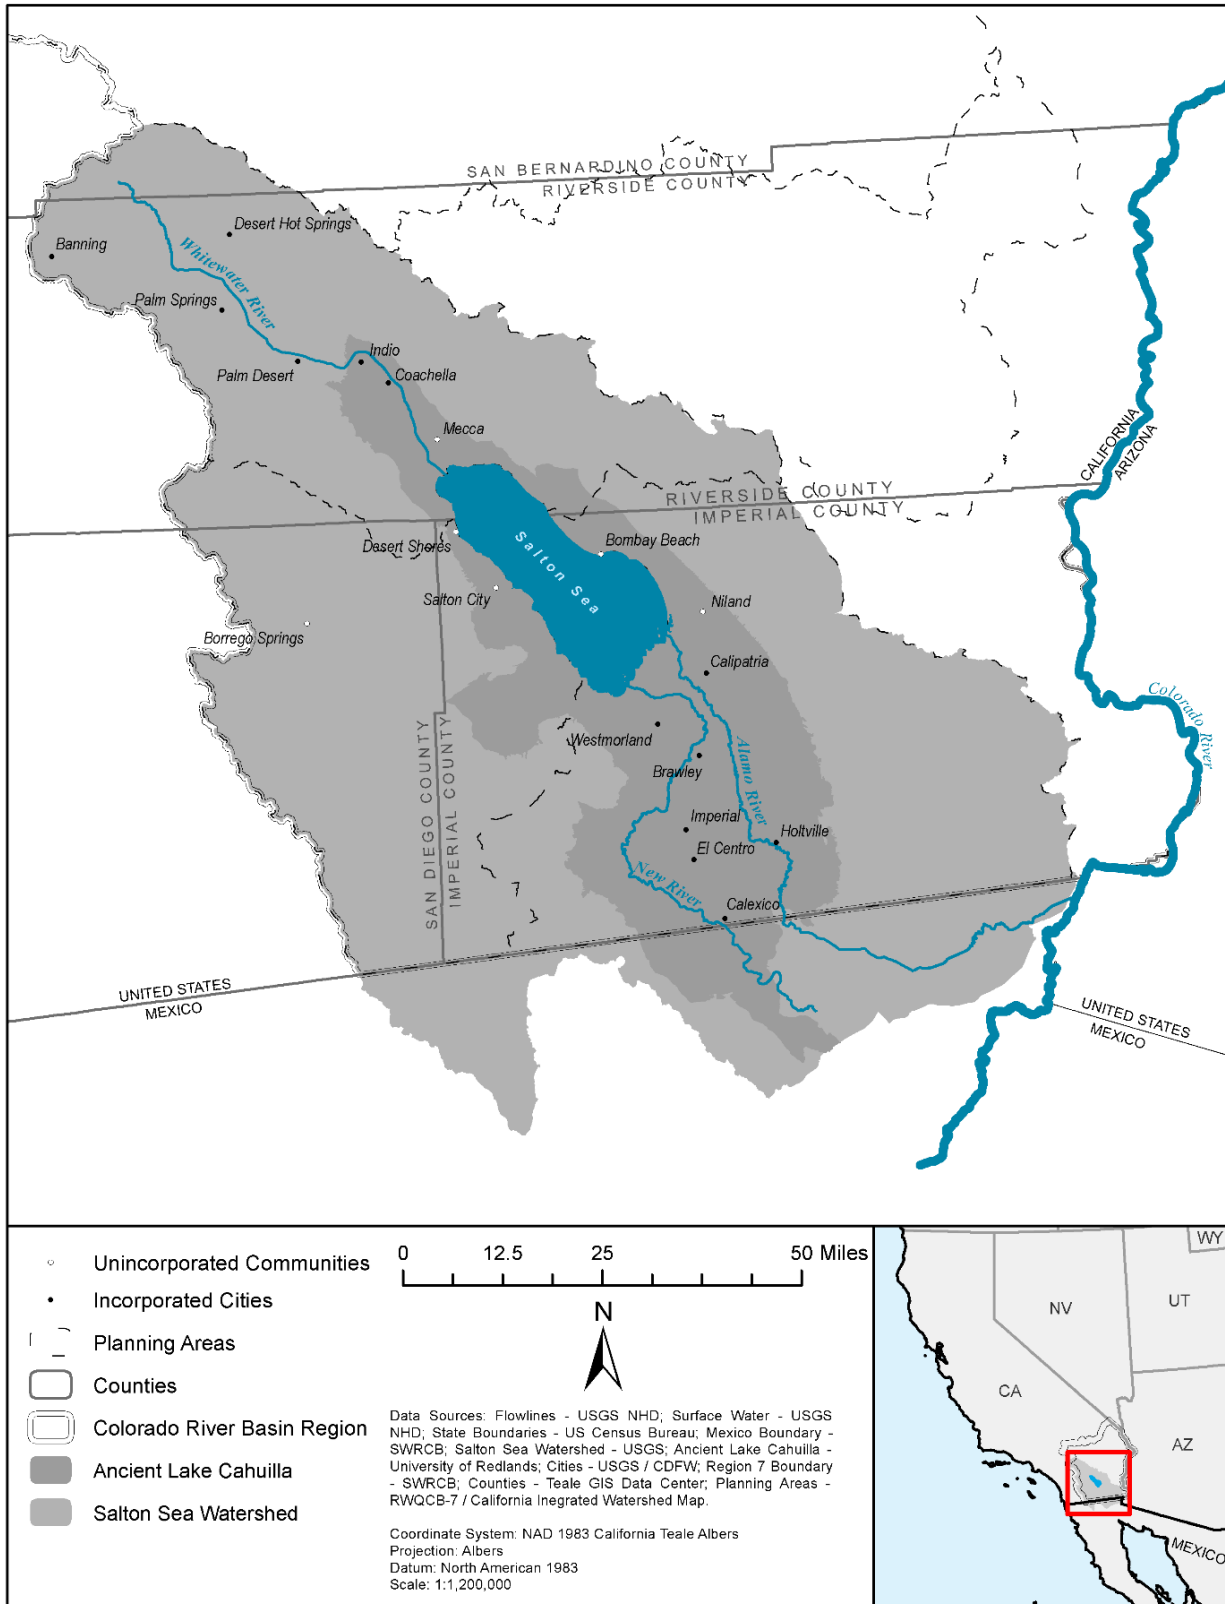 SAN BERNARDINO COUNTY
RIVERSIDE COUNTY
Desert Hot Springs
Banning
Whitewater River
Palm Springs
Indio
Palm Desert
Coachella
Mecca
CALIFORNIA
ARIZONA
RIVERSIDE COUNTY
IMPERIAL COUNTY
Desert Shores
Bombay Beach
Salton Sea
Salton City
Niland
Borrego Springs
Calipatria
Colorado River
SAN DIEGO COUNTY
IMPERIAL COUNTY
Westmorland
Alamo River
Brawley
Imperial
Holtville
El Centro
New River
Calexico
UNITED STATES
MEXICO
UNITED STATES
MEXICO
Unincorporated Communities
Incorporated Cities
Planning Areas
Counties
Colorado River Basin Region
Ancient Lake Cahuilla
Salton Sea Watershed
0 12.5 25 50 Miles
N
Data Sources: Flowlines - USGS NHD; Surface Water - USGS
NHD; State Boundaries - US Census Bureau; Mexico Boundary -
SWRCB; Salton Sea Watershed - USGS; Ancient Lake Cahuilla -
University of Redlands; Cities - USGS / CDFW; Region 7 Boundary
- SWRCB; Counties - Teale GIS Data Center; Planning Areas -
RWQCB-7 / California Inegrated Watershed Map.
Coordinate System: NAD 1983 California Teale Albers
Projection: Albers
Datum: North American 1983
Scale: 1:1,200,000
WY
NV
UT
CA
AZ
MEXICO